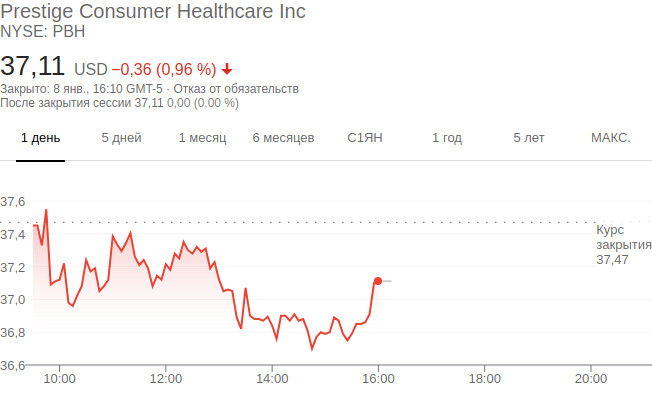 Prestige Consumer Healthcare Inc
NYSE: PBH
37,11 USD −0,36 (0,96 %)
Закрыто: 8 янв., 16:10 GMT-5 · Отказ от обязательств
После закрытия сессии 37,11 0,00 (0,00 %)
1 день 5 дней 1 месяц 6 месяцев С1ЯН 1 год 5 лет МАКС.
37,6
37,4
Курс
закрытия
37,47
37,2
37,0
36,8
36,6
10:00 12:00 14:00 16:00 18:00 20:00